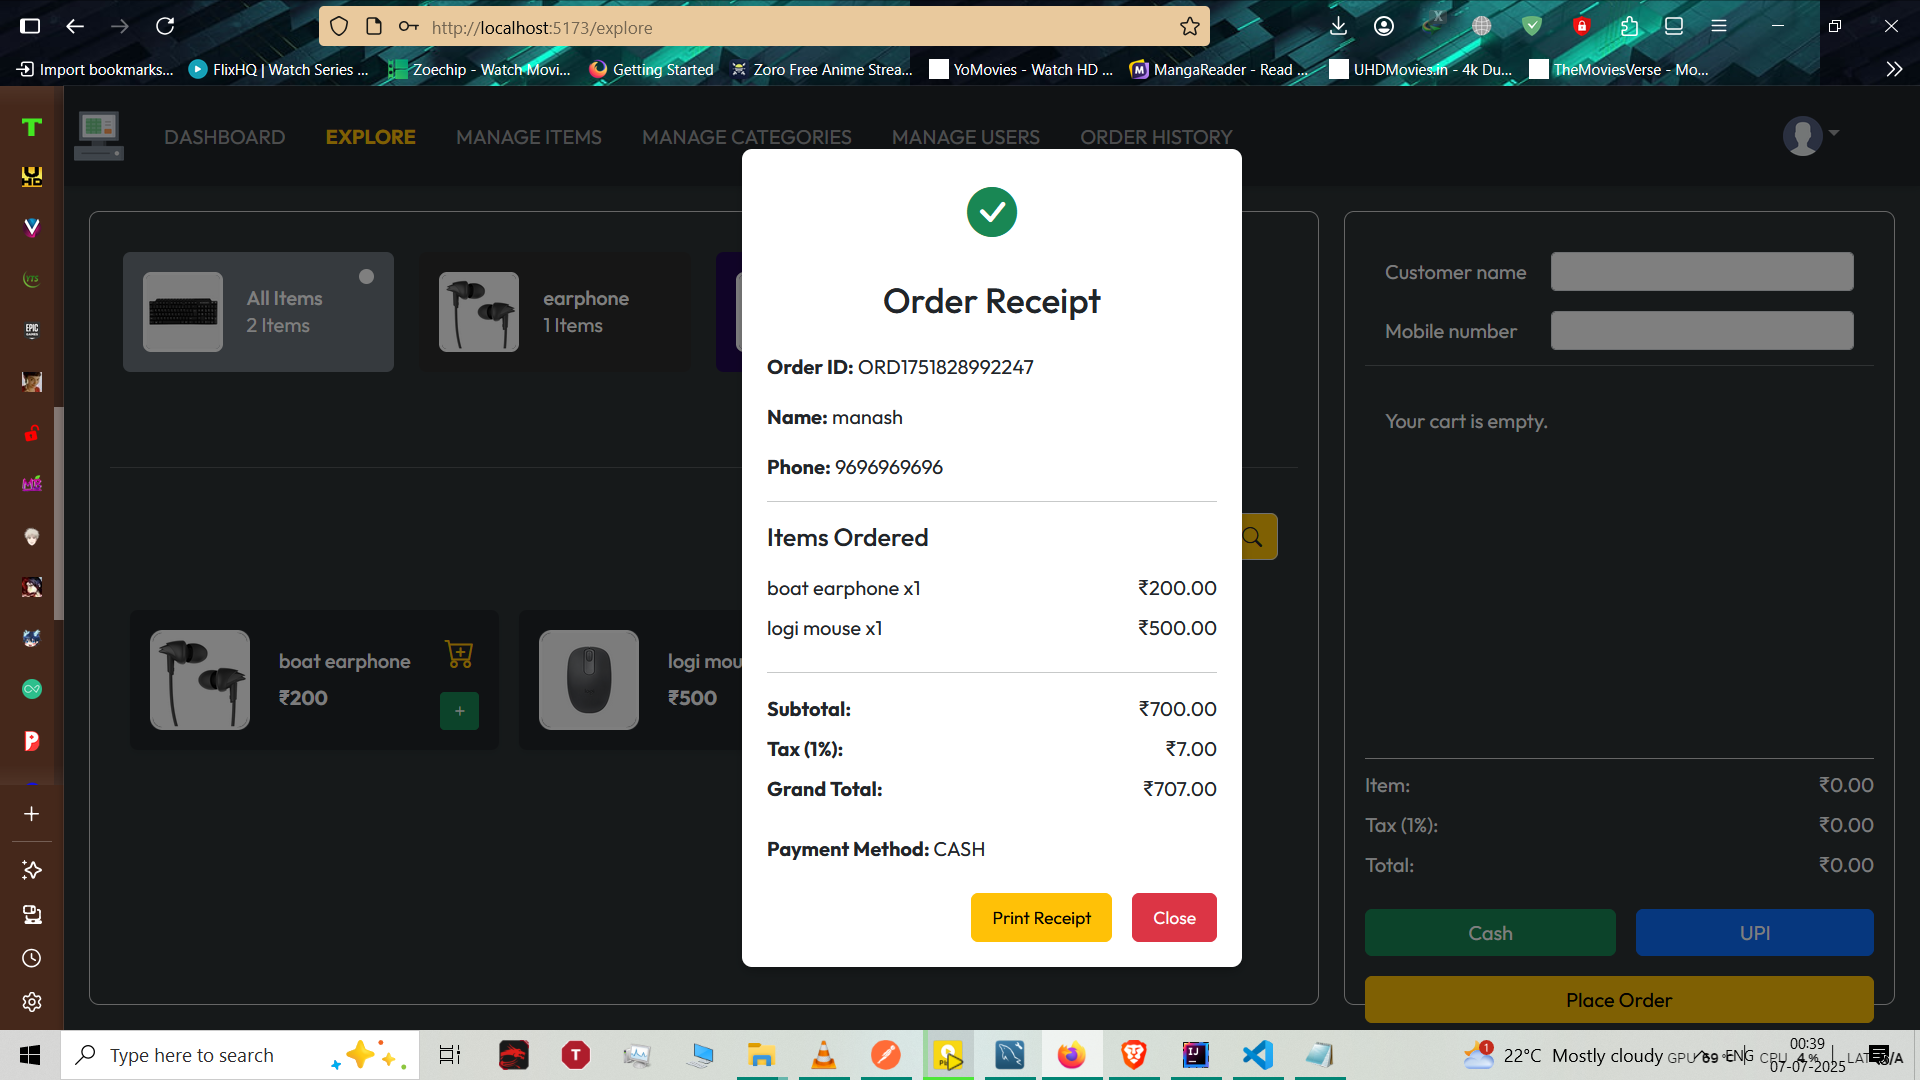 http://localhost:5173/explore
Import bookmarks...
FlixHQ | Watch Series ...
Zoechip - Watch Movi...
Getting Started
Zoro Free Anime Strea...
YoMovies - Watch HD ...
MangaReader - Read ...
UHDMovies.in - 4k Du...
TheMoviesVerse - Mo...
DASHBOARD
EXPLORE
MANAGE ITEMS
MANAGE CATEGORIES
MANAGE USERS
ORDER HISTORY
All Items
2 Items
earphone
1 Items
boat earphone
₹200
+
logi mou
₹500
Order Receipt
Order ID: ORD1751828992247
Name: manash
Phone: 9696969696
Items Ordered
boat earphone x1 ₹200.00
logi mouse x1 ₹500.00
Subtotal: ₹700.00
Tax (1%): ₹7.00
Grand Total: ₹707.00
Payment Method: CASH
Print Receipt
Close
Customer name
Mobile number
Your cart is empty.
Item: ₹0.00
Tax (1%): ₹0.00
Total: ₹0.00
Cash
UPI
Place Order
Type here to search
22°C Mostly cloudy
ENG
00:39
07-07-2025